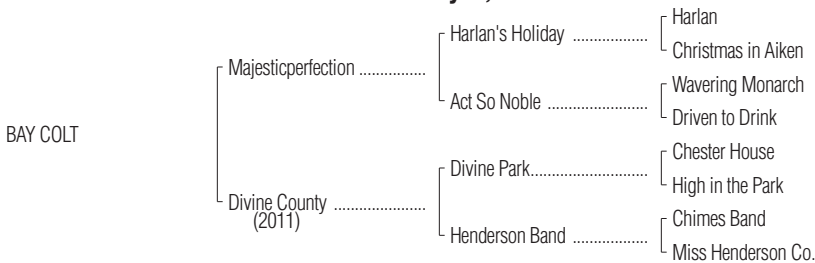 Harlan
Harlan's Holiday .................
Christmas in Aiken
Majesticperfection ................
Wavering Monarch
Act So Noble ......................
Driven to Drink
BAY COLT
Chester House
Divine Park..........................
High in the Park
Divine County ......................
(2011)
Chimes Band
Henderson Band .................
Miss Henderson Co.